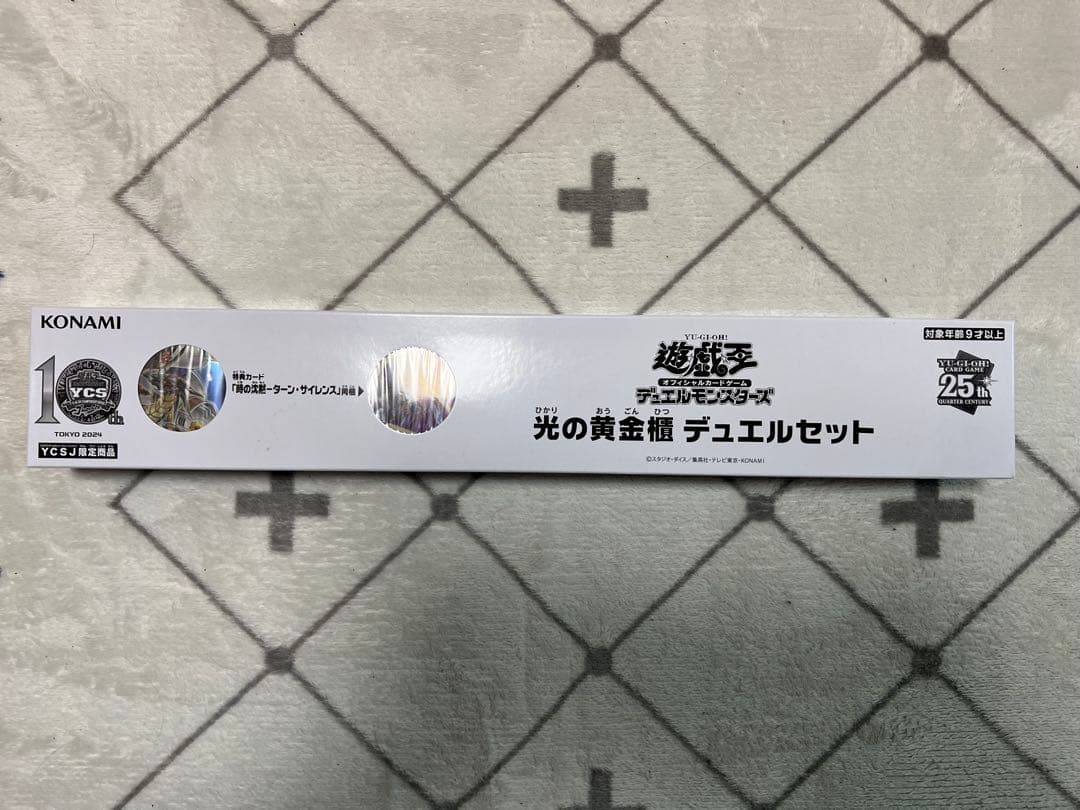 KONAMI
10th
YCS
TOKYO 2024
YCSJ限定商品
特典カード
「時の沈黙ーターン・サイレンス」同梱▶
YU-GI-OH!
遊戯王
オフィシャルカードゲーム
デュエルモンスターズ
ひかり おうごんひつ
光の黄金櫃 デュエルセット
©スタジオ・ダイス/集英社・テレビ東京・KONAMI
対象年齢9才以上
YU-GI-OH!
CARD GAME
25th
QUARTER CENTURY